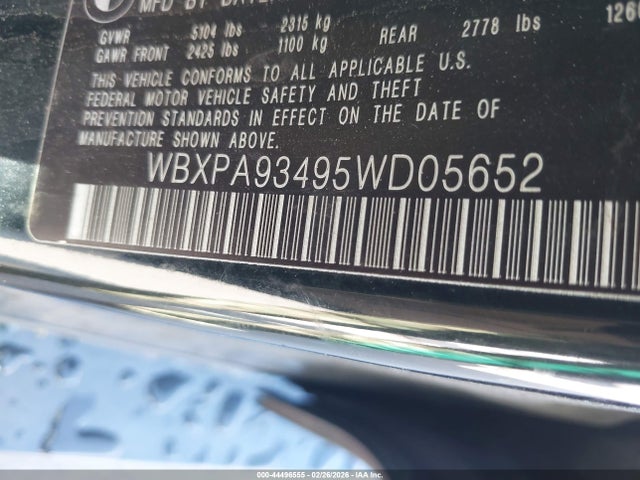 MFD BY
GVWR 5104 lbs 2315 kg
GAWR FRONT 2425 lbs 1100 kg REAR 2778 lbs
THIS VEHICLE CONFORMS TO ALL APPLICABLE U.S.
FEDERAL MOTOR VEHICLE SAFETY AND THEFT
PREVENTION STANDARDS IN EFFECT ON THE DATE OF
MANUFACTURE SHOWN ABOVE.
WBXPA93495WD05652
000-44496555 - 02/26/2026 - © IAA Inc.